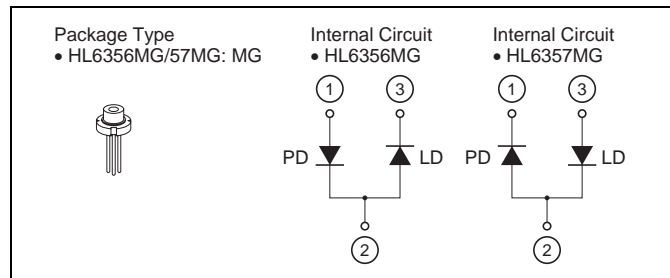 Package Type
• HL6356MG/57MG: MG
Internal Circuit
• HL6356MG
1 3
PD LD
2
Internal Circuit
• HL6357MG
1 3
PD LD
2